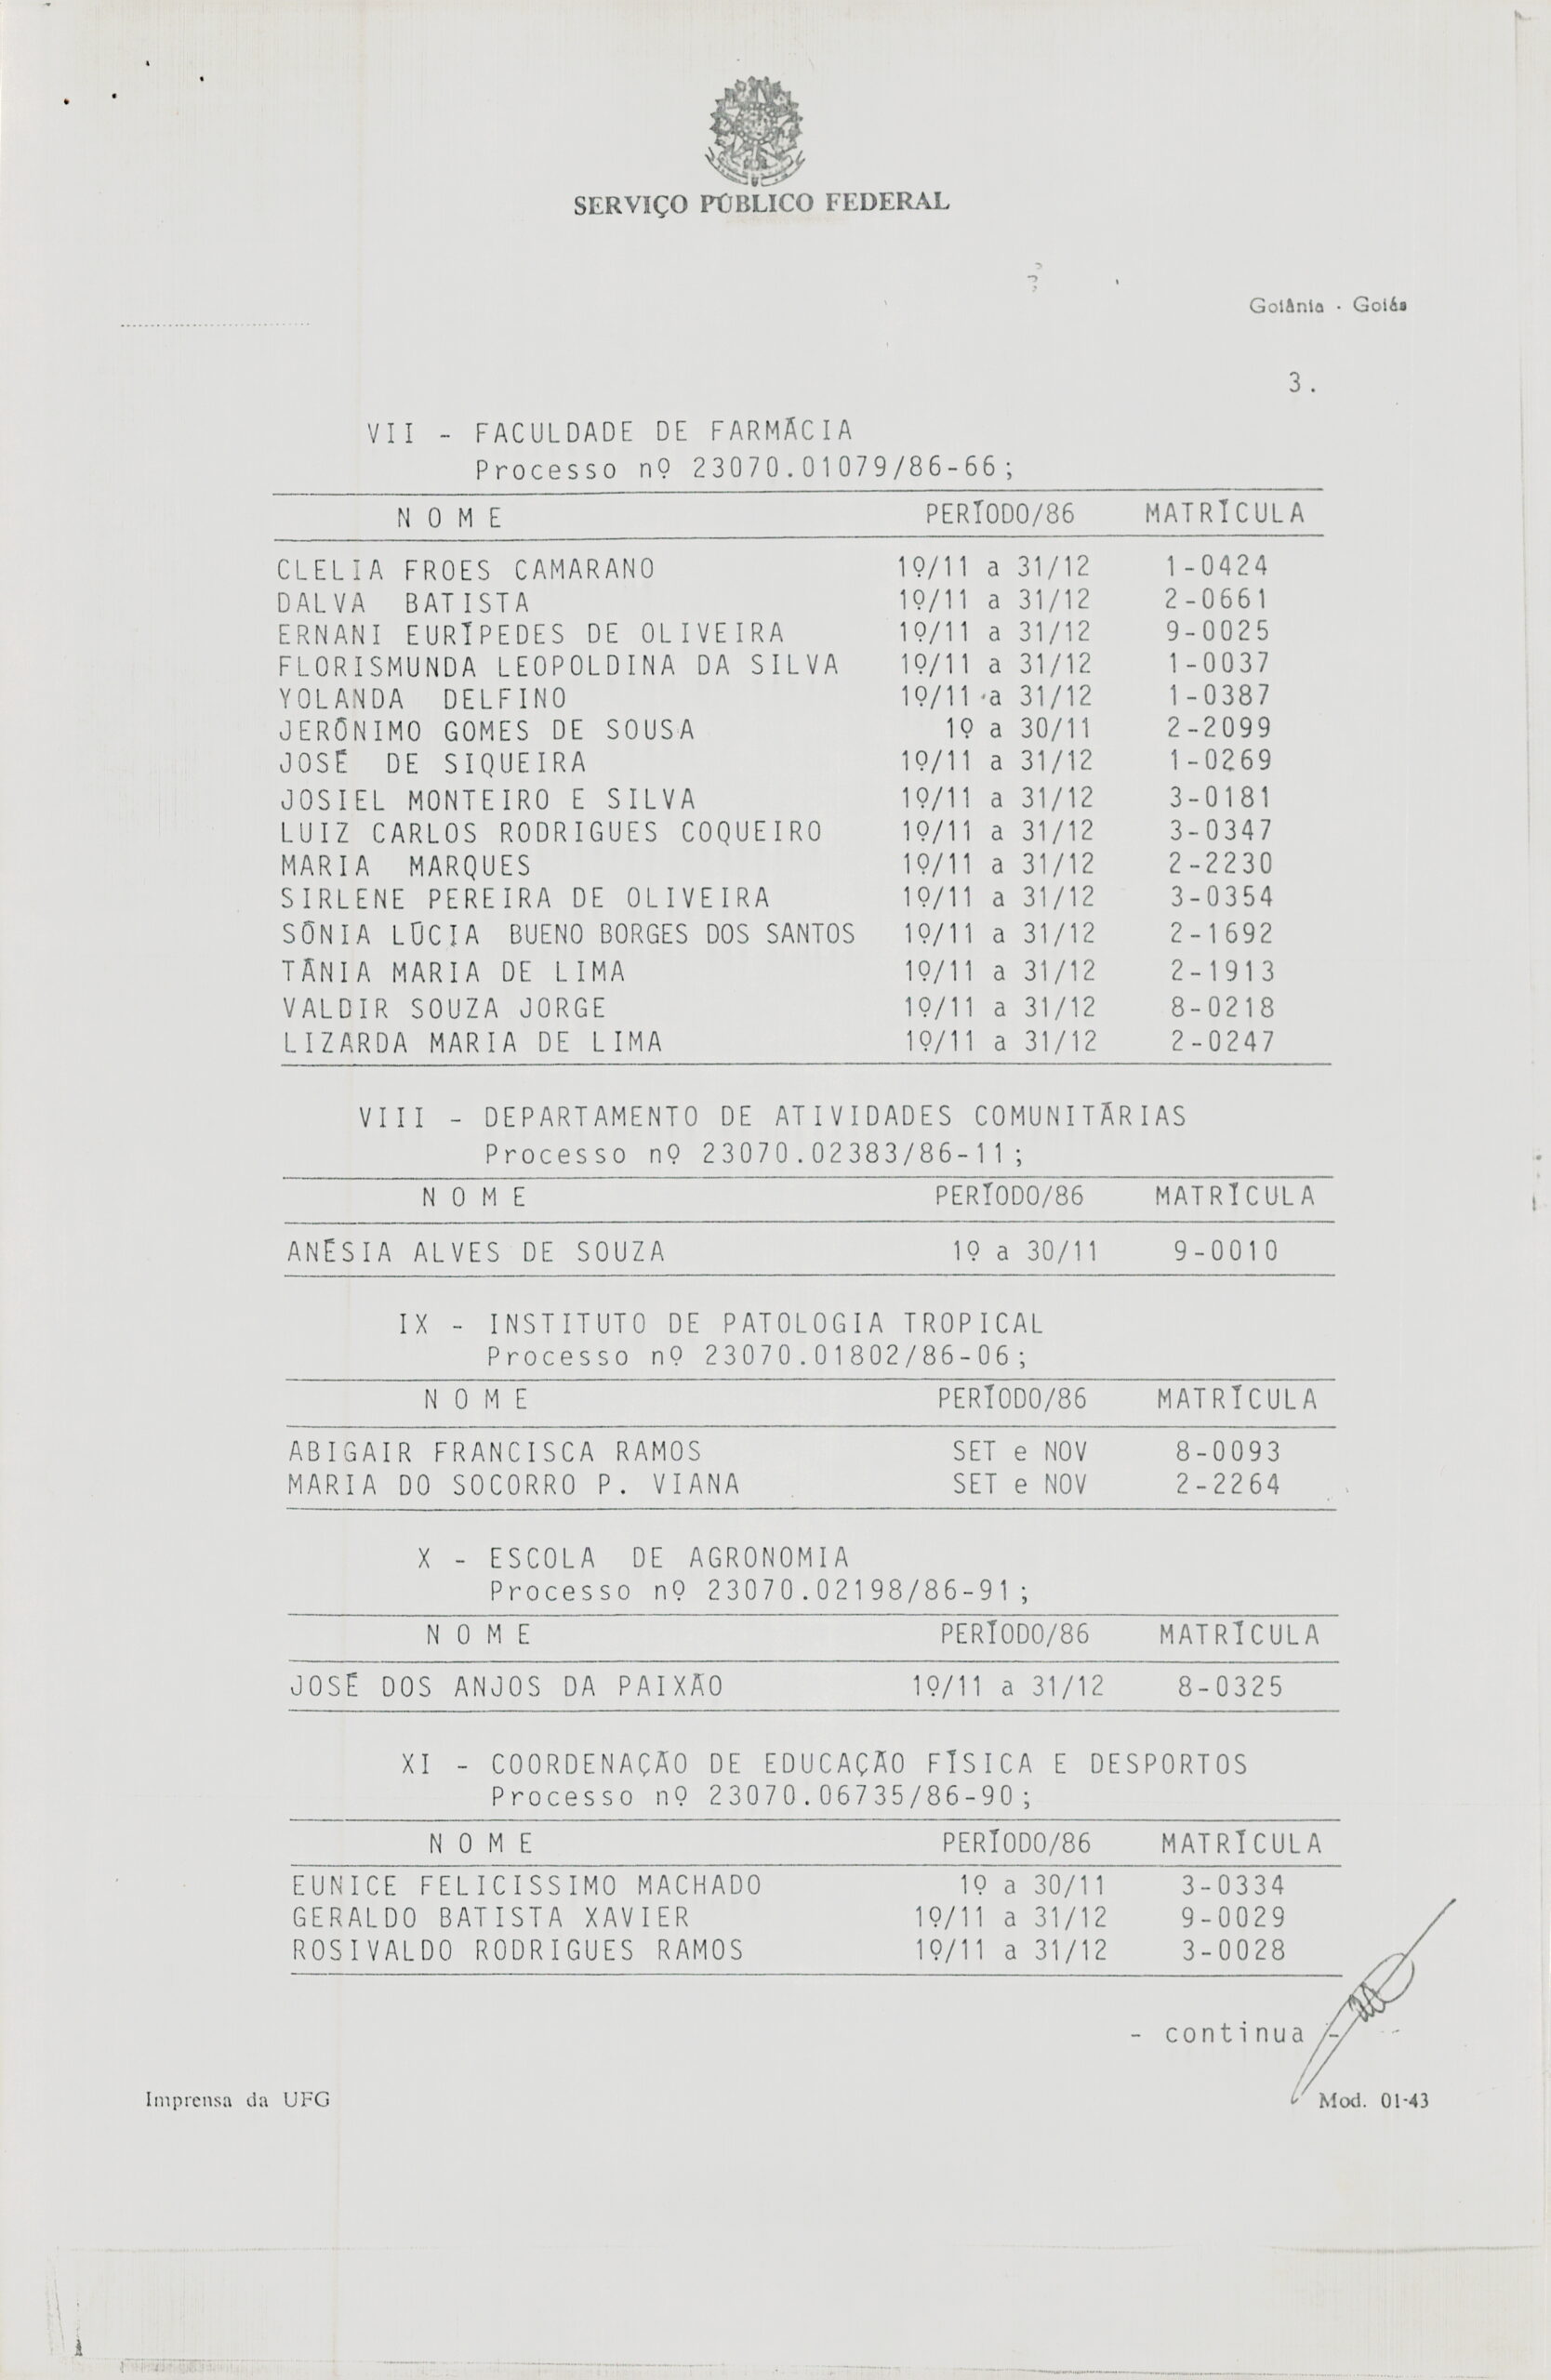 SERVIÇO PÚBLICO FEDERAL
Goiânia - Goiás
3.
VII - FACULDADE DE FARMÁCIA
Processo nº 23070.01079/86-66;
N O M E PERÍODO/86 MATRÍCULA
CLELIA FROES CAMARANO 1º/11 a 31/12 1-0424
DALVA BATISTA 1º/11 a 31/12 2-0661
ERNANI EURÍPEDES DE OLIVEIRA 1º/11 a 31/12 9-0025
FLORISMUNDA LEOPOLDINA DA SILVA 1º/11 a 31/12 1-0037
YOLANDA DELFINO 1º/11 a 31/12 1-0387
JERÔNIMO GOMES DE SOUSA 1º a 30/11 2-2099
JOSÉ DE SIQUEIRA 1º/11 a 31/12 1-0269
JOSIEL MONTEIRO E SILVA 1º/11 a 31/12 3-0181
LUIZ CARLOS RODRIGUES COQUEIRO 1º/11 a 31/12 3-0347
MARIA MARQUES 1º/11 a 31/12 2-2230
SIRLENE PEREIRA DE OLIVEIRA 1º/11 a 31/12 3-0354
SÔNIA LÚCIA BUENO BORGES DOS SANTOS 1º/11 a 31/12 2-1692
TÂNIA MARIA DE LIMA 1º/11 a 31/12 2-1913
VALDIR SOUZA JORGE 1º/11 a 31/12 8-0218
LIZARDA MARIA DE LIMA 1º/11 a 31/12 2-0247
VIII - DEPARTAMENTO DE ATIVIDADES COMUNITÁRIAS
Processo nº 23070.02383/86-11;
N O M E PERÍODO/86 MATRÍCULA
ANÉSIA ALVES DE SOUZA 1º a 30/11 9-0010
IX - INSTITUTO DE PATOLOGIA TROPICAL
Processo nº 23070.01802/86-06;
N O M E PERÍODO/86 MATRÍCULA
ABIGAIR FRANCISCA RAMOS SET e NOV 8-0093
MARIA DO SOCORRO P. VIANA SET e NOV 2-2264
X - ESCOLA DE AGRONOMIA
Processo nº 23070.02198/86-91;
N O M E PERÍODO/86 MATRÍCULA
JOSÉ DOS ANJOS DA PAIXÃO 1º/11 a 31/12 8-0325
XI - COORDENAÇÃO DE EDUCAÇÃO FÍSICA E DESPORTOS
Processo nº 23070.06735/86-90;
N O M E PERÍODO/86 MATRÍCULA
EUNICE FELICISSIMO MACHADO 1º a 30/11 3-0334
GERALDO BATISTA XAVIER 1º/11 a 31/12 9-0029
ROSIVALDO RODRIGUES RAMOS 1º/11 a 31/12 3-0028
- continua -
Imprensa da UFG Mod. 01-43